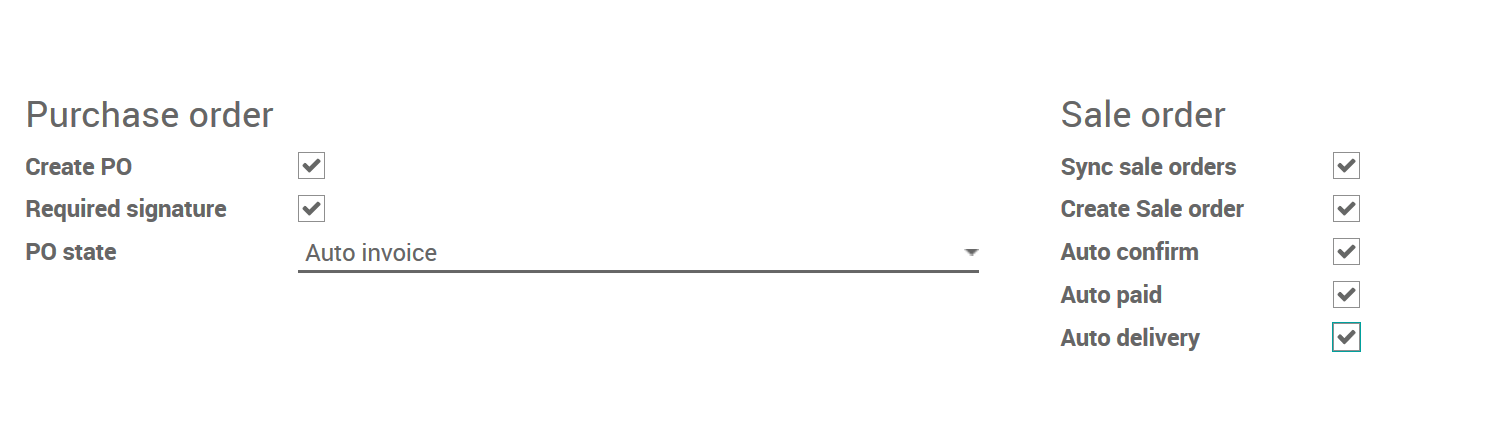 Purchase order
Create PO
Required signature
PO state
Auto invoice
Sale order
Sync sale orders
Create Sale order
Auto confirm
Auto paid
Auto delivery